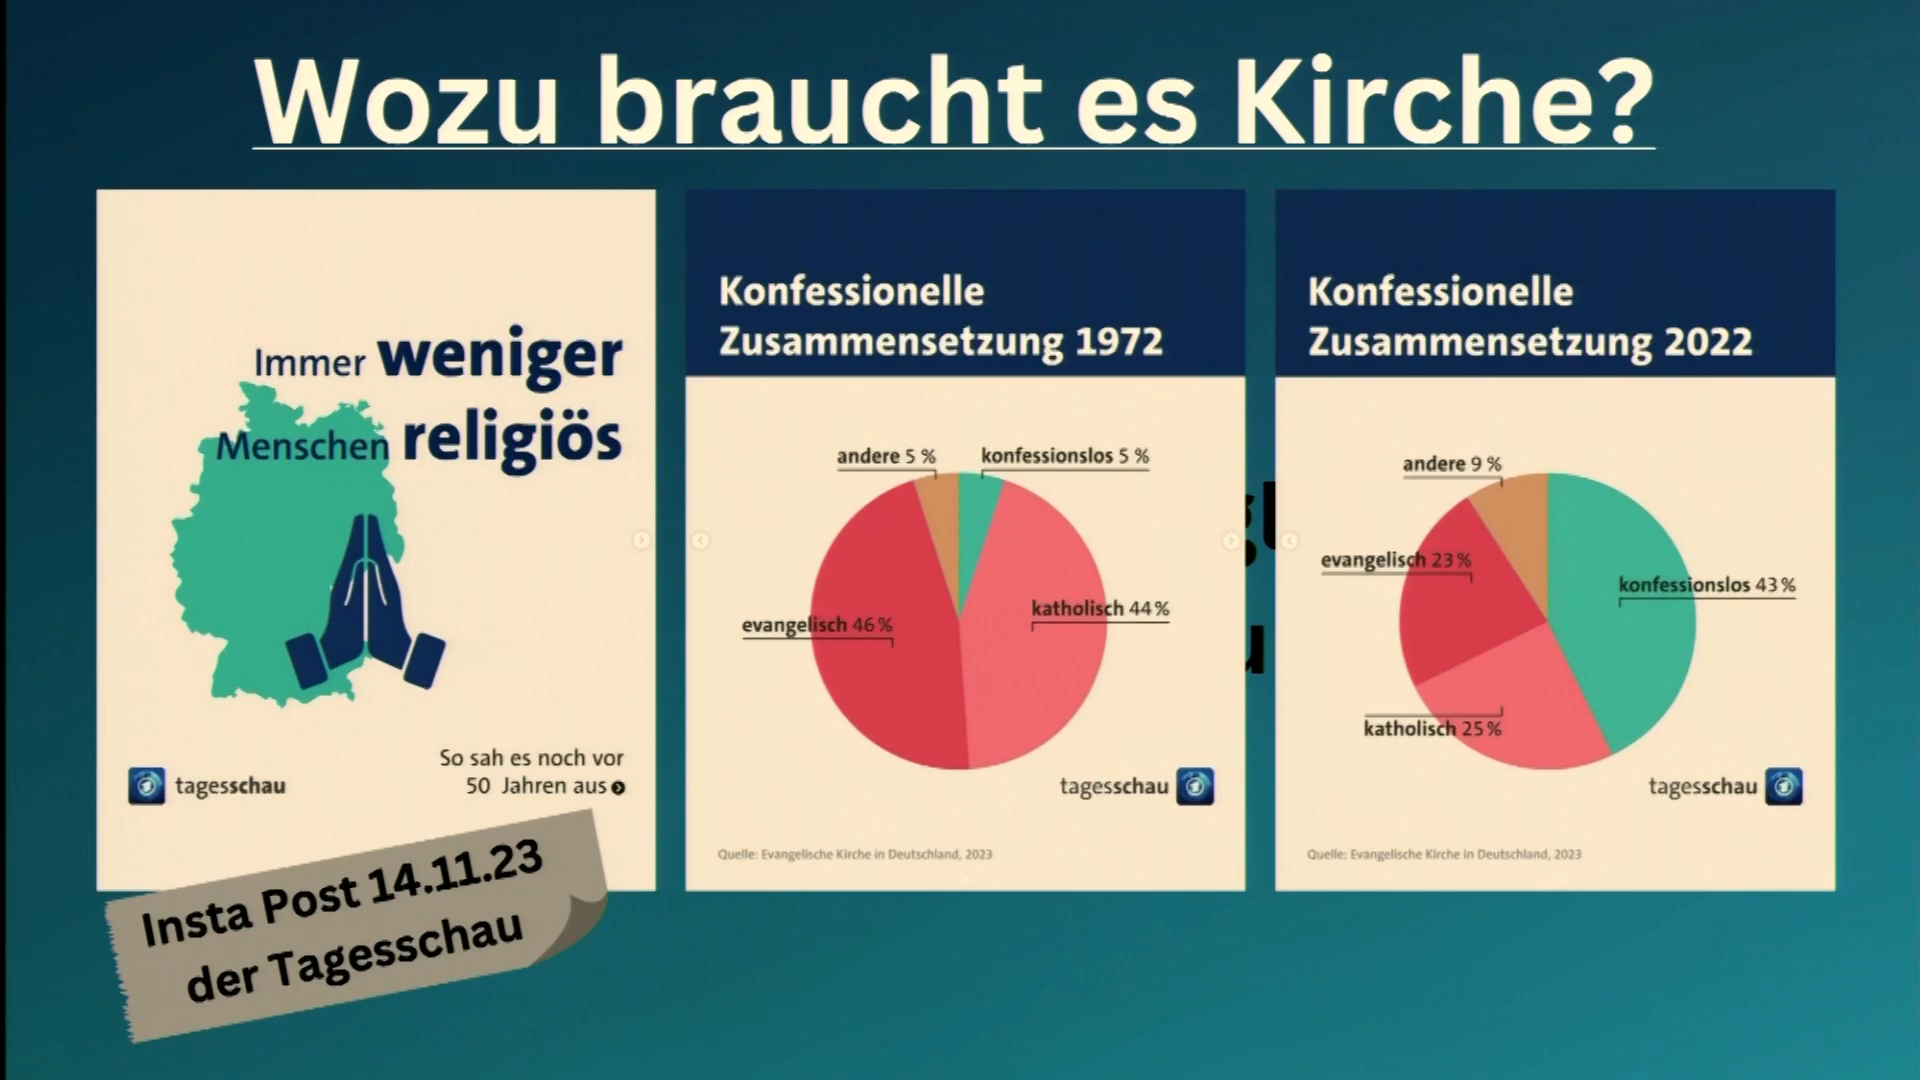 Wozu braucht es Kirche?
Immer weniger
Menschen religiös
So sah es noch vor
50 Jahren aus
tagesschau
Insta Post 14.11.23
der Tagesschau
Konfessionelle
Zusammensetzung 1972
andere 5 %
konfessionslos 5 %
katholisch 44 %
evangelisch 46 %
tagesschau
Quelle: Evangelische Kirche in Deutschland, 2023
Konfessionelle
Zusammensetzung 2022
andere 9 %
evangelisch 23 %
konfessionslos 43 %
katholisch 25 %
tagesschau
Quelle: Evangelische Kirche in Deutschland, 2023